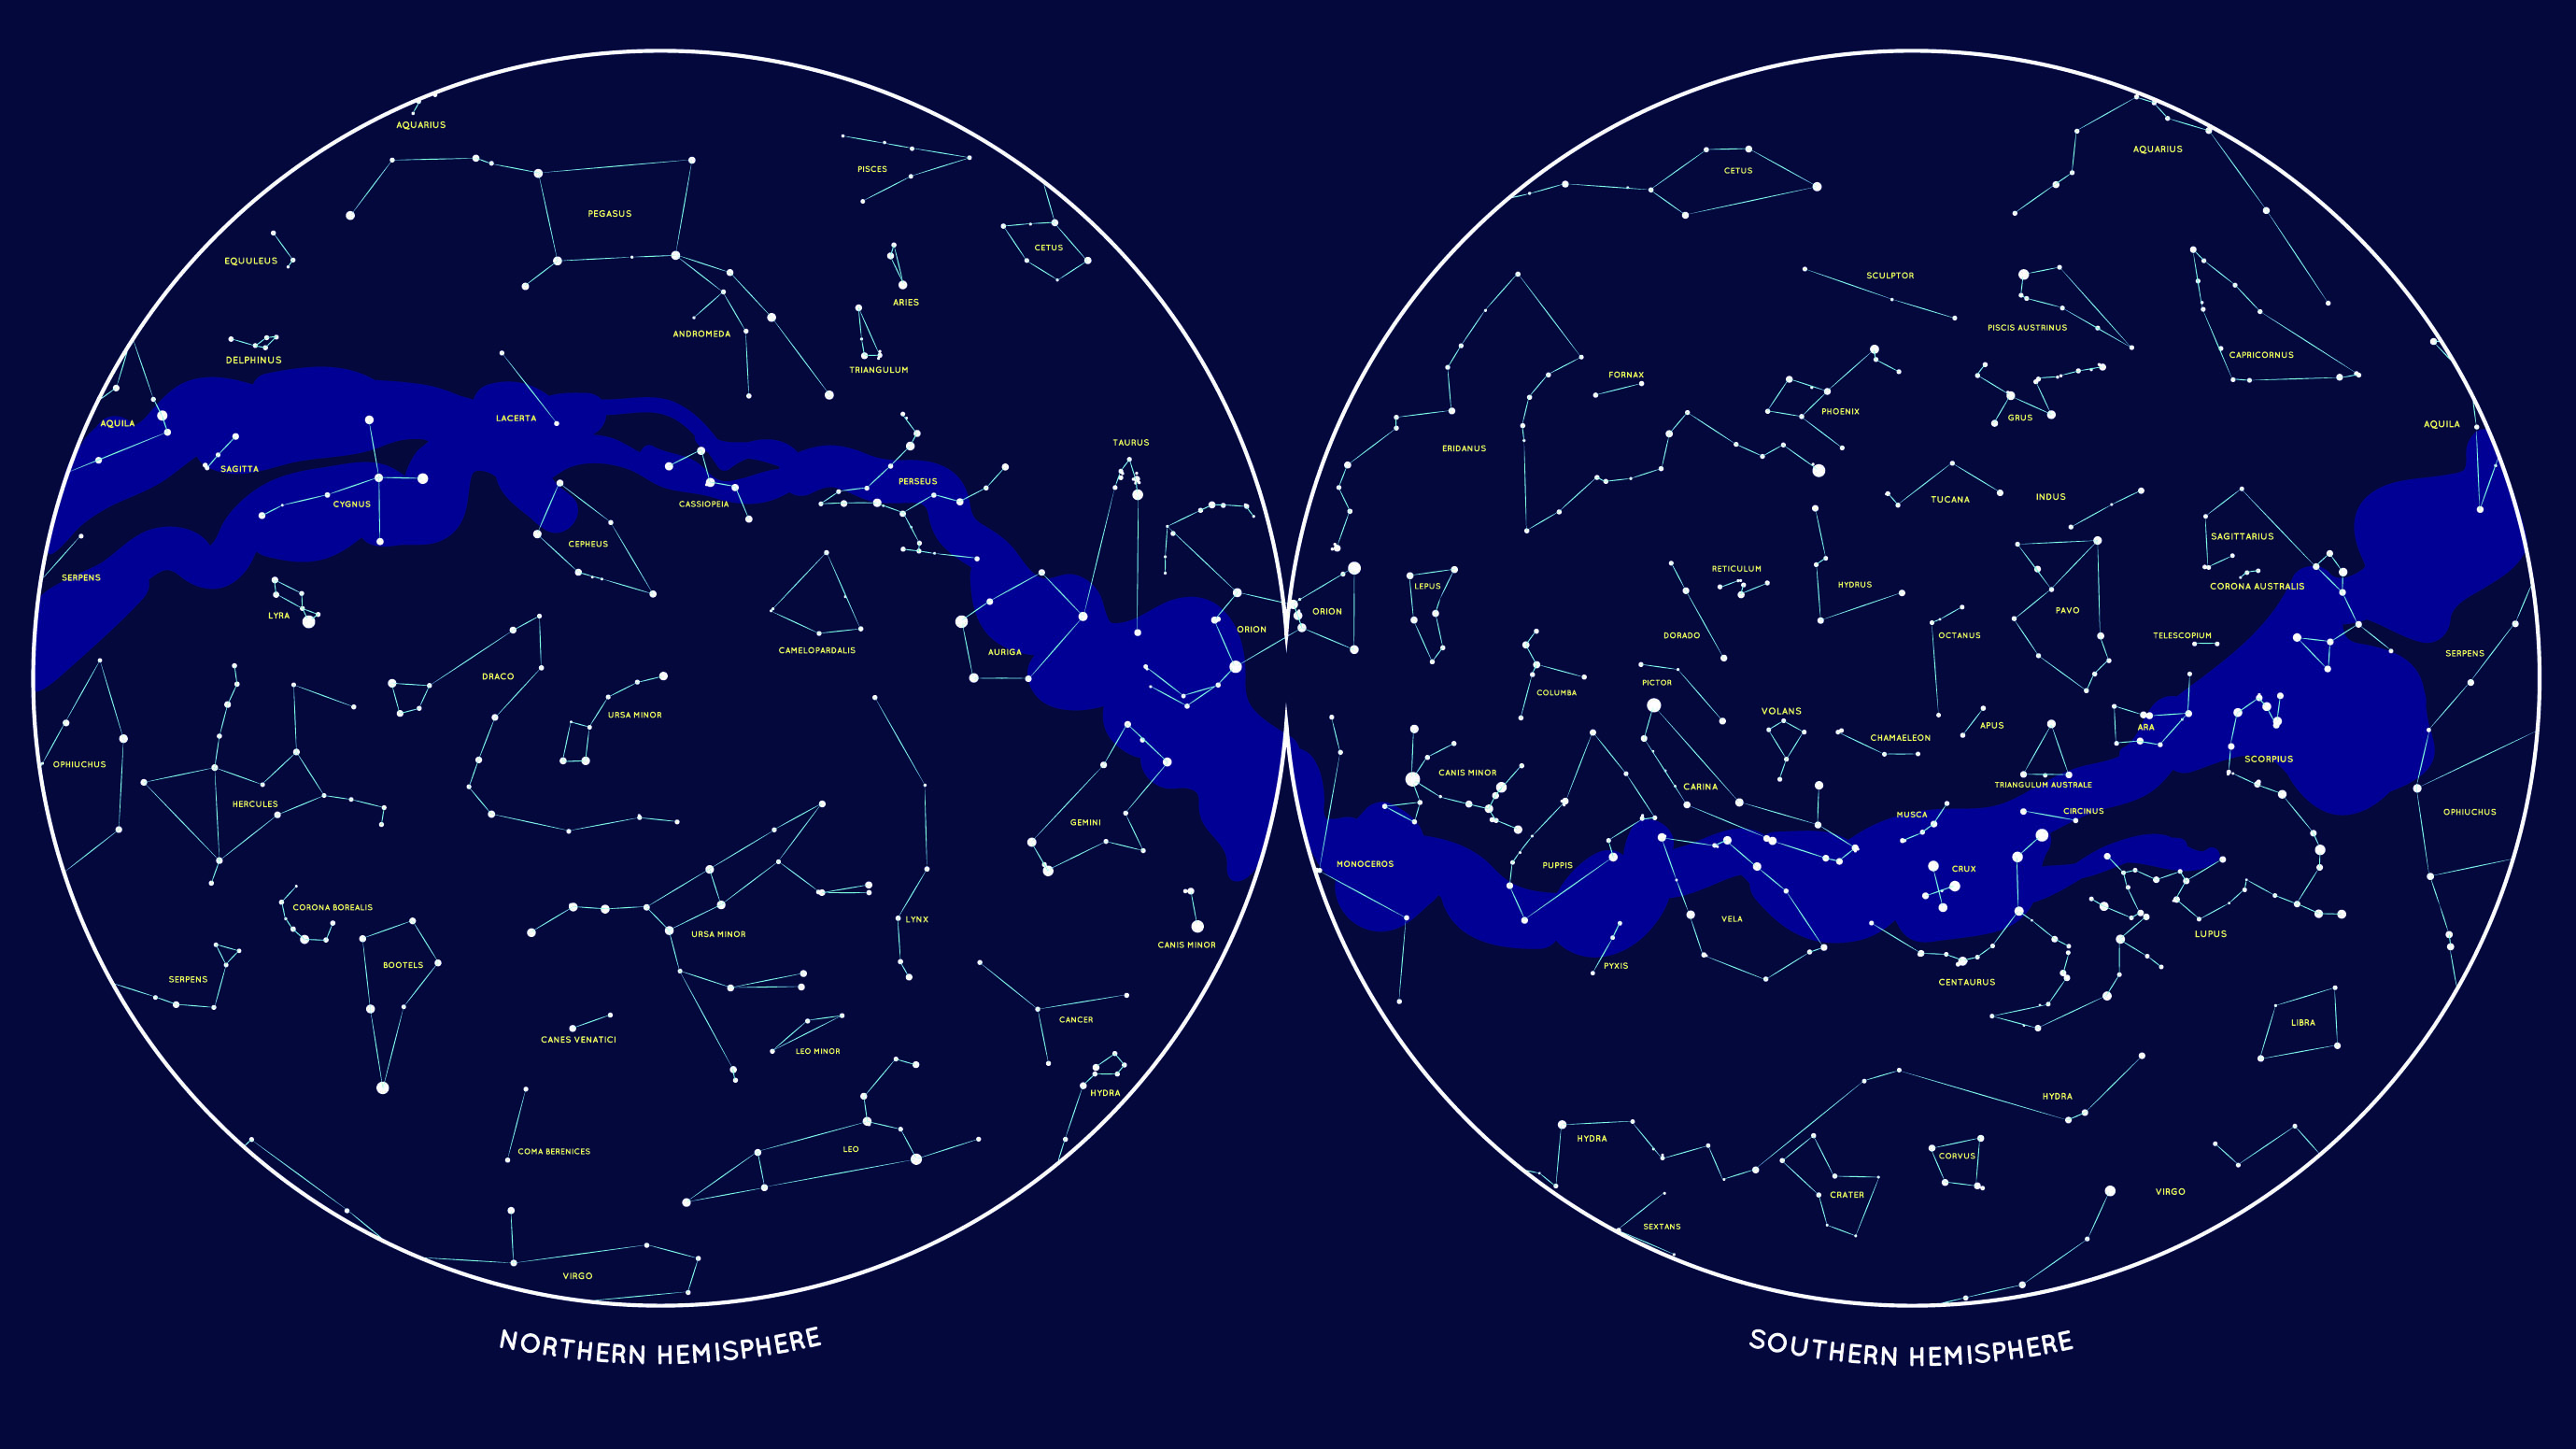 AQUARIUS
PISCES
PEGASUS
CETUS
EQUULEUS
ARIES
ANDROMEDA
DELPHINUS
TRIANGULUM
LACERTA
AQUILA
TAURUS
SAGITTA
PERSEUS
CYGNUS
CASSIOPEIA
CEPHEUS
SERPENS
LYRA
ORION
CAMELOPARDALIS
AURIGA
DRACO
URSA MINOR
OPHIUCHUS
HERCULES
GEMINI
CORONA BOREALIS
LYNX
URSA MINOR
CANIS MINOR
BOOTELS
SERPENS
CANCER
CANES VENATICI
LEO MINOR
HYDRA
COMA BERENICES
LEO
VIRGO
NORTHERN HEMISPHERE
AQUARIUS
CETUS
SCULPTOR
PISCIS AUSTRINUS
CAPRICORNUS
FORNAX
PHOENIX
GRUS
AQUILA
ERIDANUS
TUCANA
INDUS
SAGITTARIUS
RETICULUM
HYDRUS
LEPUS
CORONA AUSTRALIS
ORION
PAVO
DORADO
OCTANUS
TELESCOPIUM
SERPENS
PICTOR
COLUMBA
VOLANS
APUS
ARA
CHAMAELEON
SCORPIUS
CANIS MINOR
CARINA
TRIANGULUM AUSTRALE
MUSCA
CIRCINUS
OPHIUCHUS
MONOCEROS
PUPPIS
CRUX
VELA
LUPUS
PYXIS
CENTAURUS
LIBRA
HYDRA
HYDRA
CORVUS
CRATER
VIRGO
SEXTANS
SOUTHERN HEMISPHERE